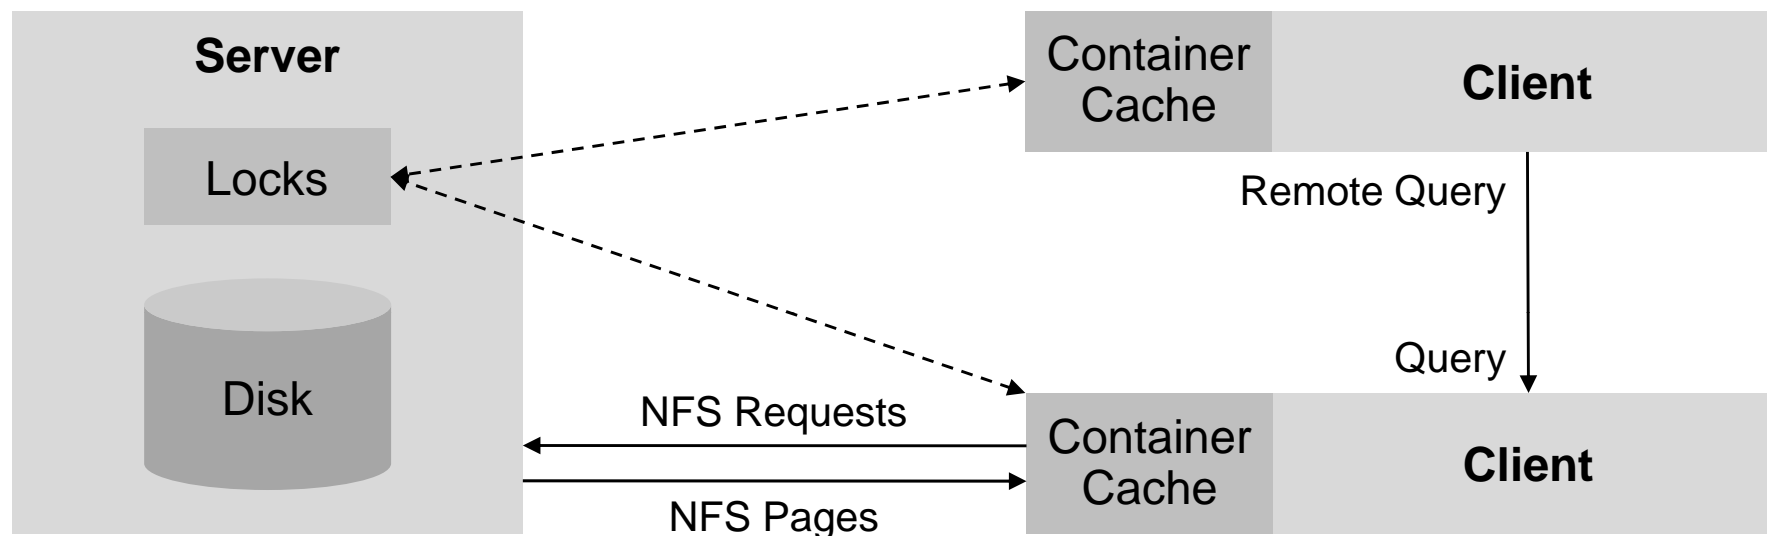 Server
Locks
Disk
Container
Cache
Client
Remote Query
Query
NFS Requests
NFS Pages
Container
Cache
Client